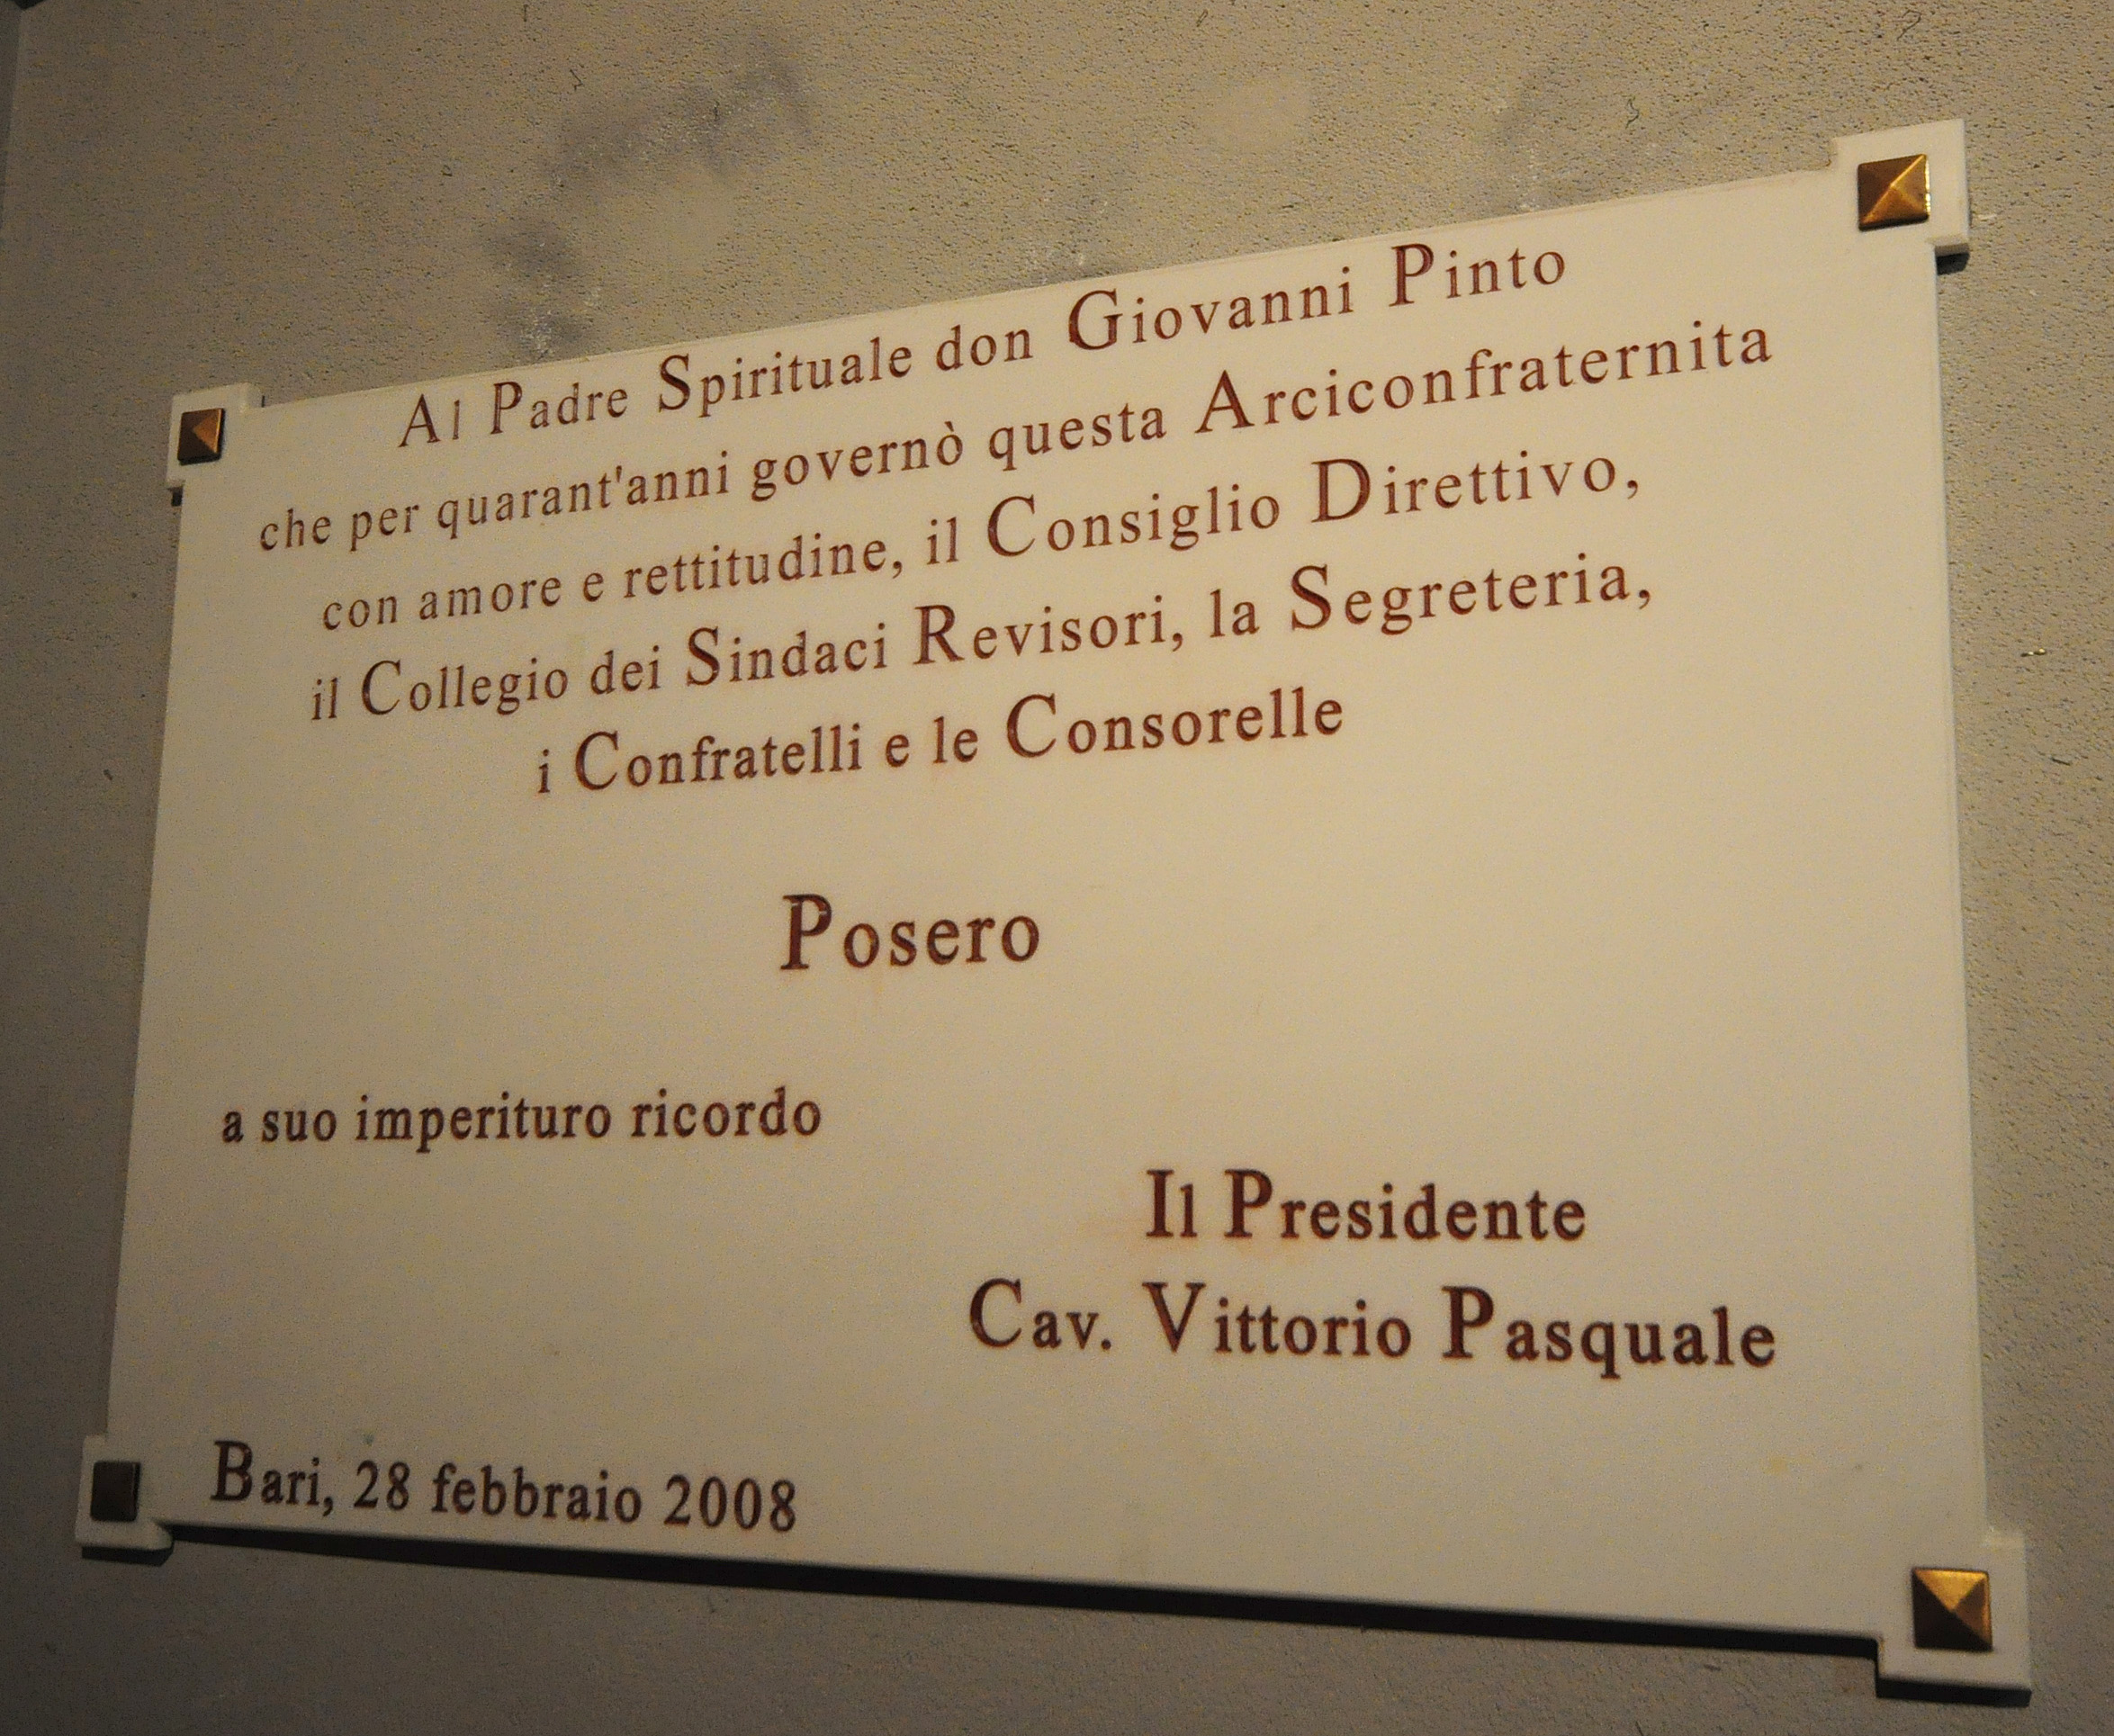 Al Padre Spirituale don Giovanni Pinto
che per quarant'anni governò questa Arciconfraternita
con amore e rettitudine, il Consiglio Direttivo,
il Collegio dei Sindaci Revisori, la Segreteria,
i Confratelli e le Consorelle
Posero
a suo imperituro ricordo
Il Presidente
Cav. Vittorio Pasquale
Bari, 28 febbraio 2008